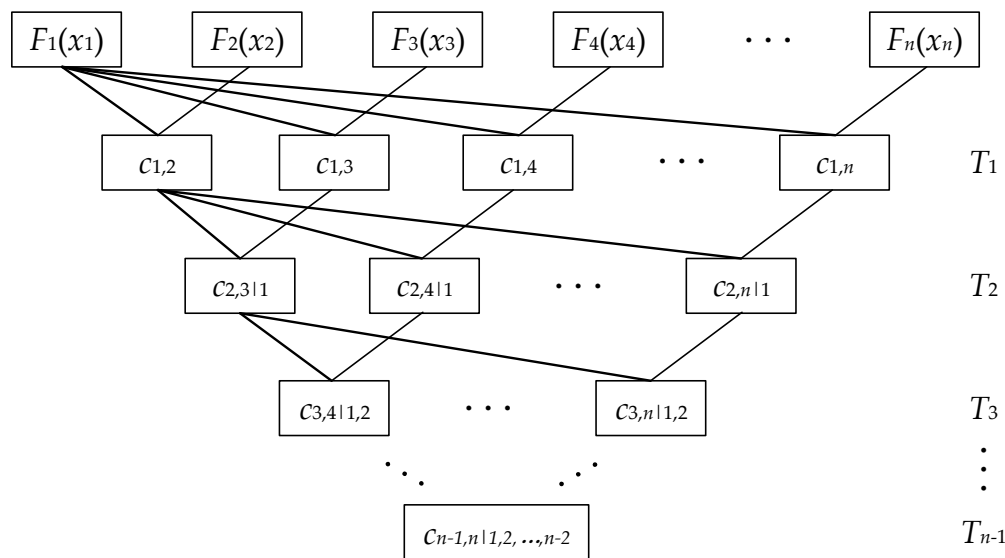 F1(x1) F2(x2) F3(x3) F4(x4) ··· Fn(xn)
c1,2 c1,3 c1,4 ··· c1,n T1
c2,3|1 c2,4|1 ··· c2,n|1 T2
c3,4|1,2 ··· c3,n|1,2 T3
cn-1,n|1,2, ...,n-2 Tn-1